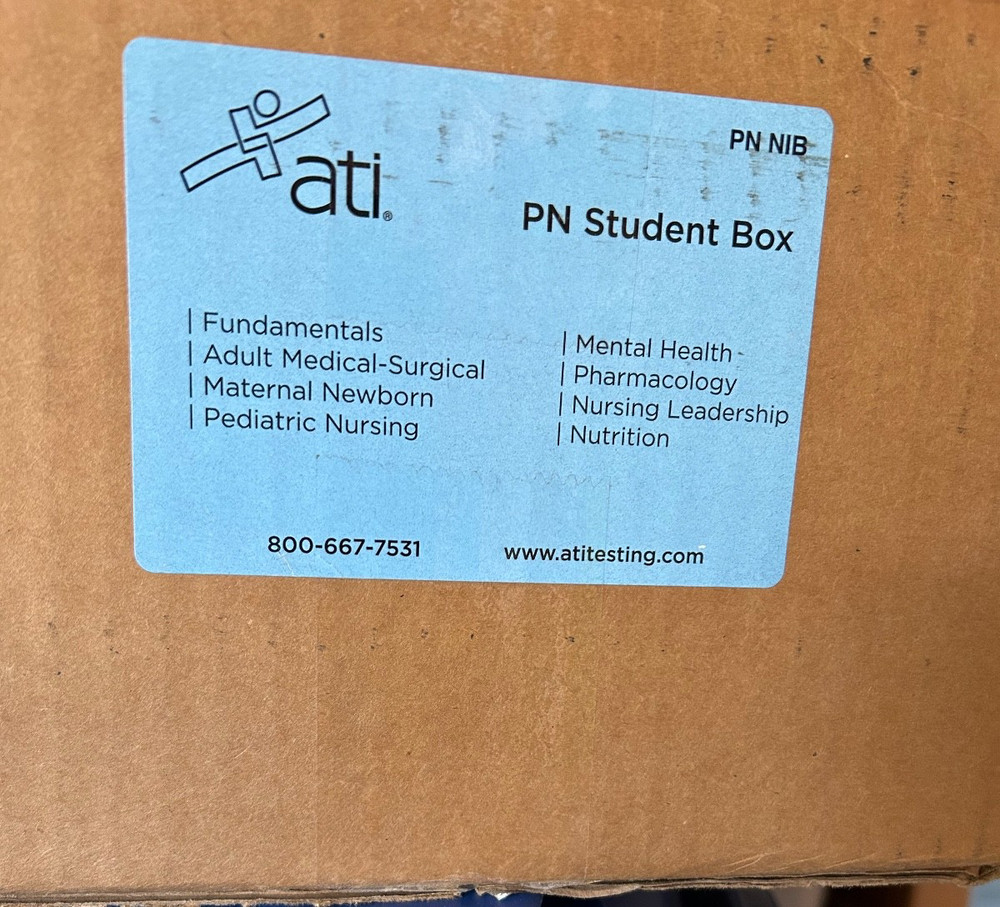 ati®
PN NIB
PN Student Box
| Fundamentals
| Adult Medical-Surgical
| Maternal Newborn
| Pediatric Nursing
| Mental Health
| Pharmacology
| Nursing Leadership
| Nutrition
800-667-7531
www.atitesting.com